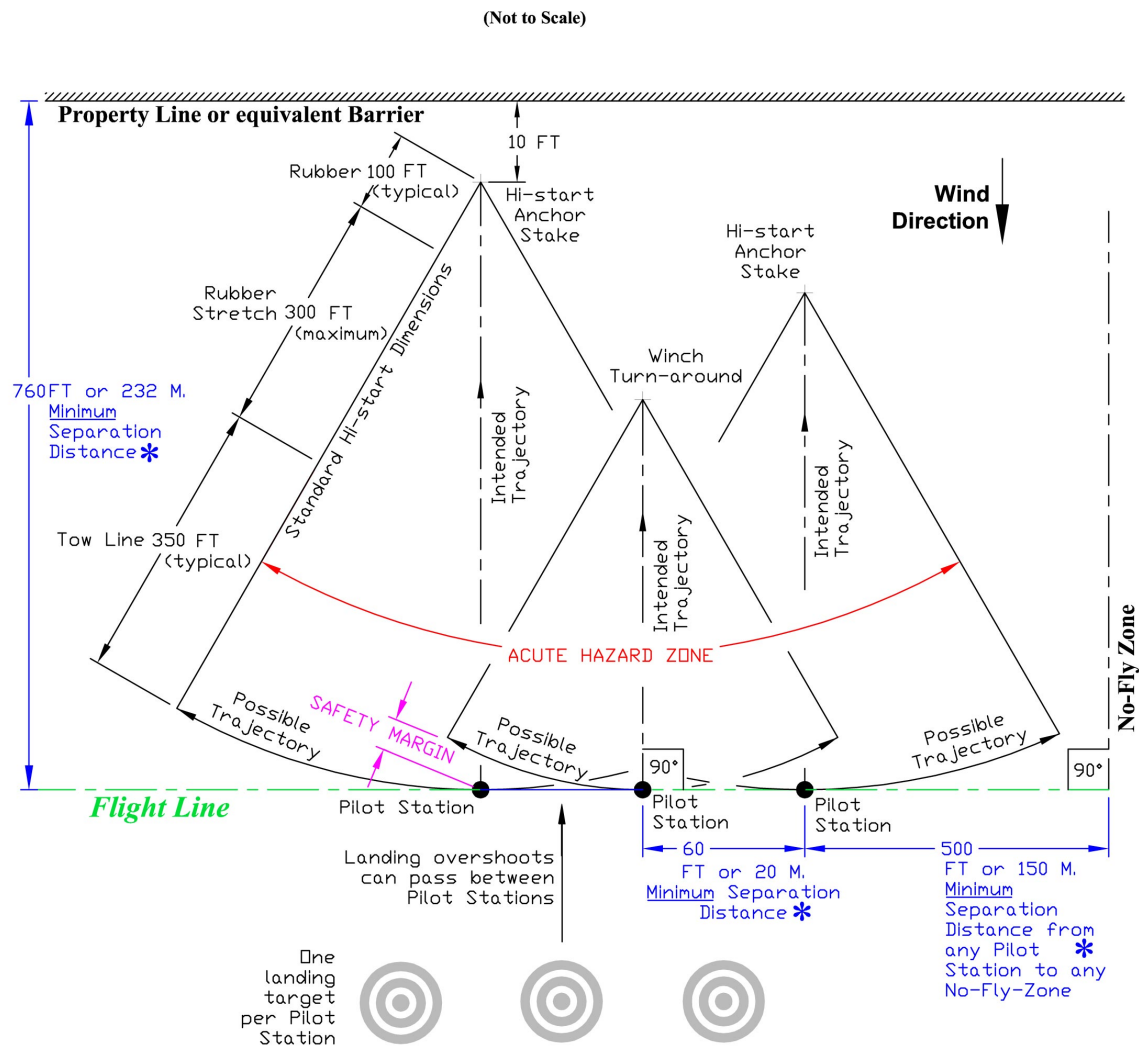 (Not to Scale)
Property Line or equivalent Barrier
10 FT
Rubber 100 FT
(typical)
Hi-start
Anchor
Stake
Wind
Direction
Hi-start
Anchor
Stake
Rubber
Stretch 300 FT
(maximum)
Standard Hi-start Dimensions
Winch
Turn-around
760FT or 232 M.
Minimum
Separation
Distance*
Intended
Trajectory
Intended
Trajectory
Intended
Trajectory
Tow Line 350 FT
(typical)
ACUTE HAZARD ZONE
No-Fly Zone
SAFETY MARGIN
Possible
Trajectory
Possible
Trajectory
Possible
Trajectory
90°
90°
Flight Line
Pilot Station
Pilot
Station
Pilot
Station
Landing overshoots
can pass between
Pilot Stations
60
FT or 20 M.
Minimum Separation
Distance*
500
FT or 150 M.
Minimum
Separation
Distance from
any Pilot *
Station to any
No-Fly-Zone
One
landing
target
per Pilot
Station